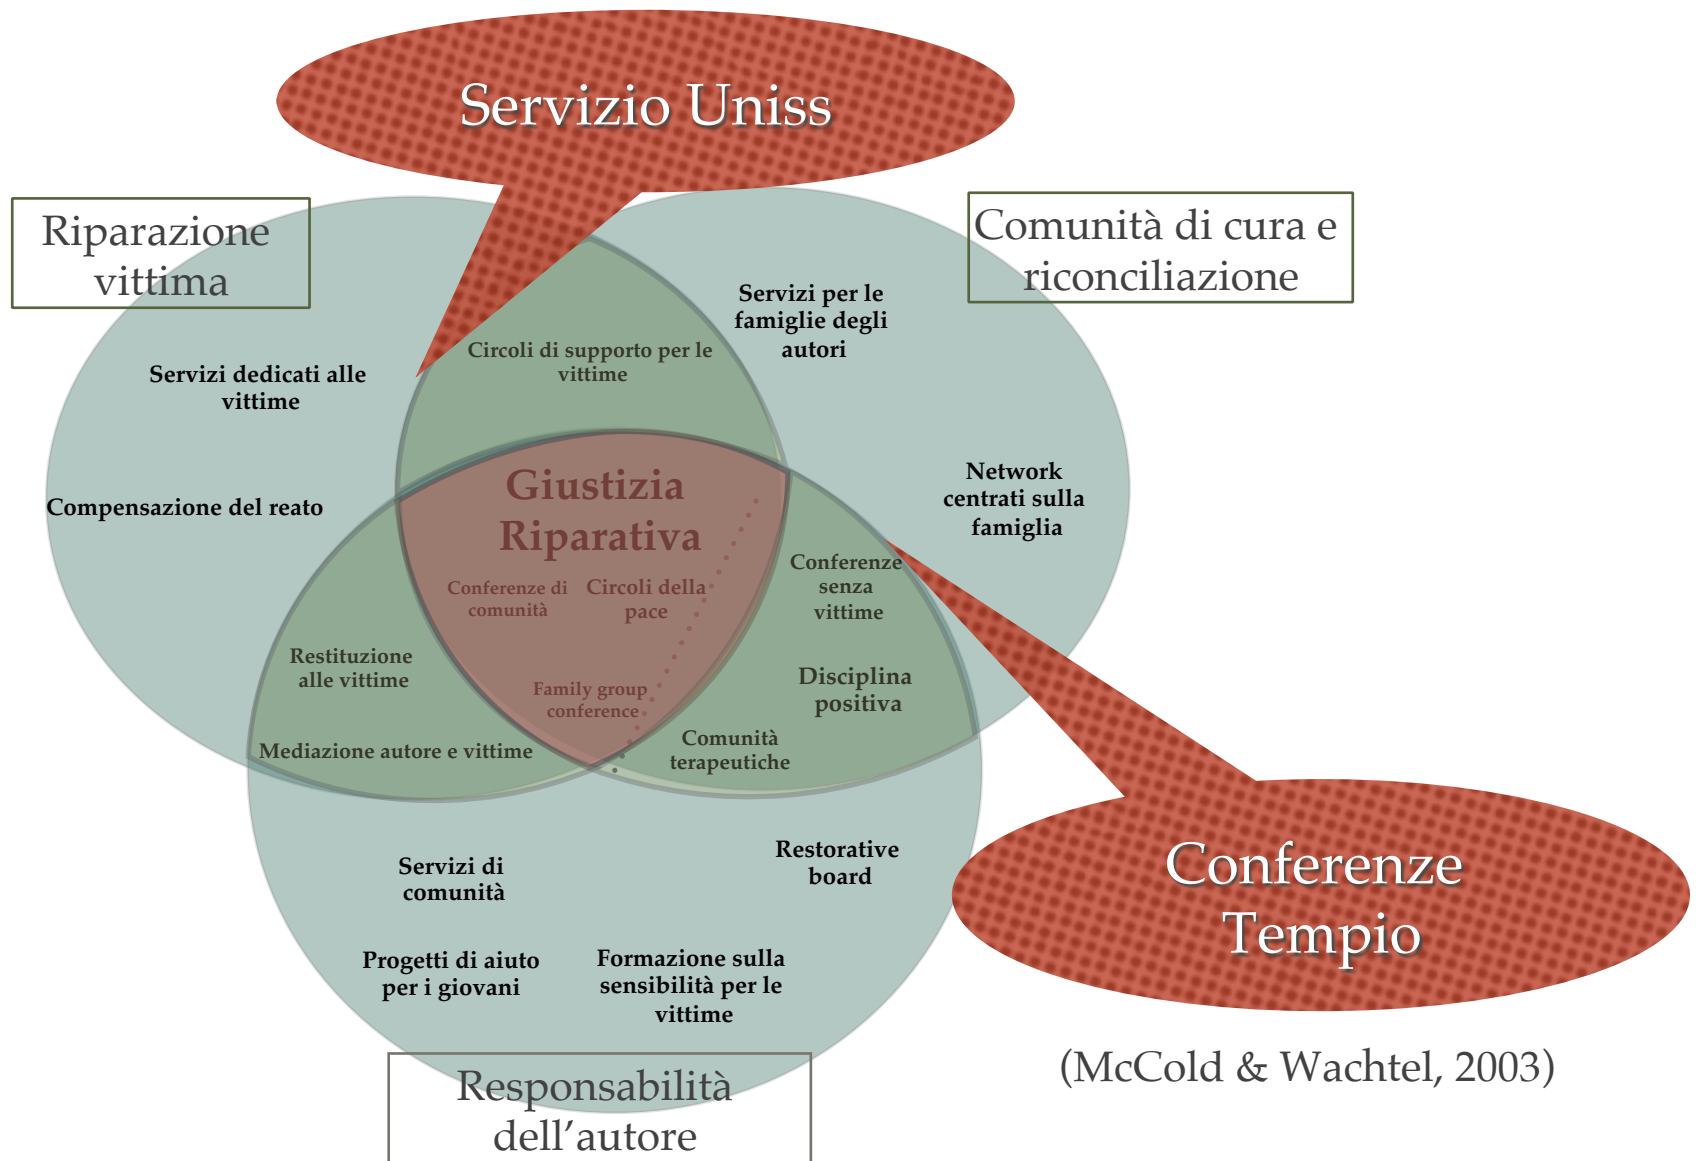 Servizio Uniss
Riparazione
vittima
Comunità di cura e
riconciliazione
Servizi per le
famiglie degli
autori
Circoli di supporto per le
vittime
Servizi dedicati alle
vittime
Compensazione del reato
Network
centrati sulla
famiglia
Giustizia
Riparativa
Conferenze di
comunità
Circoli della
pace
Conferenze
senza
vittime
Restituzione
alle vittime
Family group
conference
Disciplina
positiva
Mediazione autore e vittime
Comunità
terapeutiche
Servizi di
comunità
Restorative
board
Conferenze
Tempio
Progetti di aiuto
per i giovani
Formazione sulla
sensibilità per le
vittime
(McCold & Wachtel, 2003)
Responsabilità
dell’autore